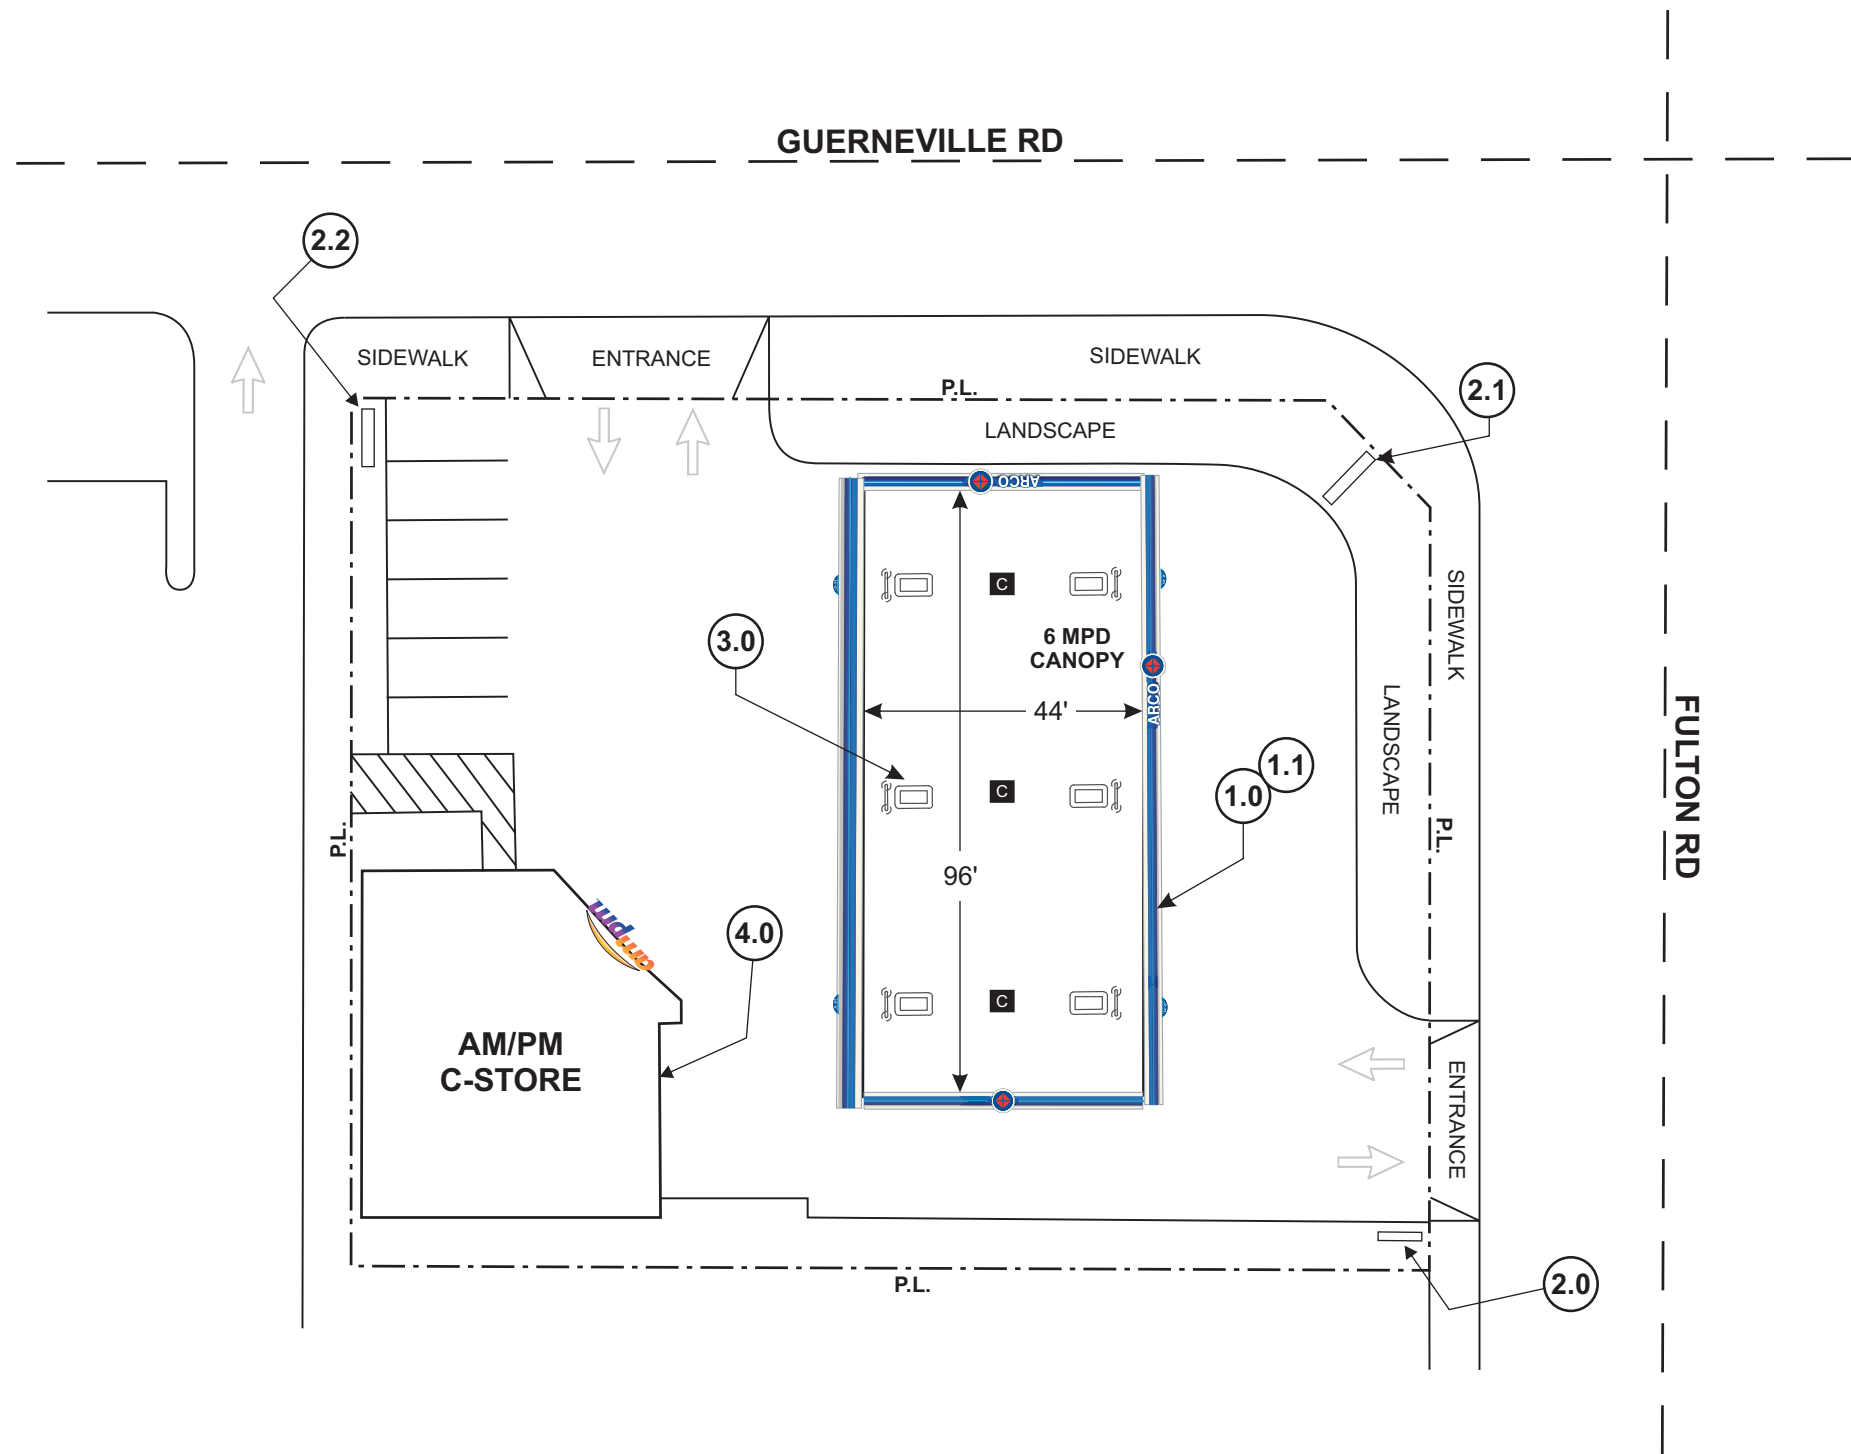 GUERNEVILLE RD
2.2
SIDEWALK
ENTRANCE
SIDEWALK
P.L.
2.1
LANDSCAPE
ARCO
C
SIDEWALK
3.0
6 MPD
CANOPY
44'
ARCO
LANDSCAPE
FULTON RD
1.1
1.0
C
P.L.
P.L.
96'
ampm
4.0
C
AM/PM
C-STORE
ENTRANCE
P.L.
2.0